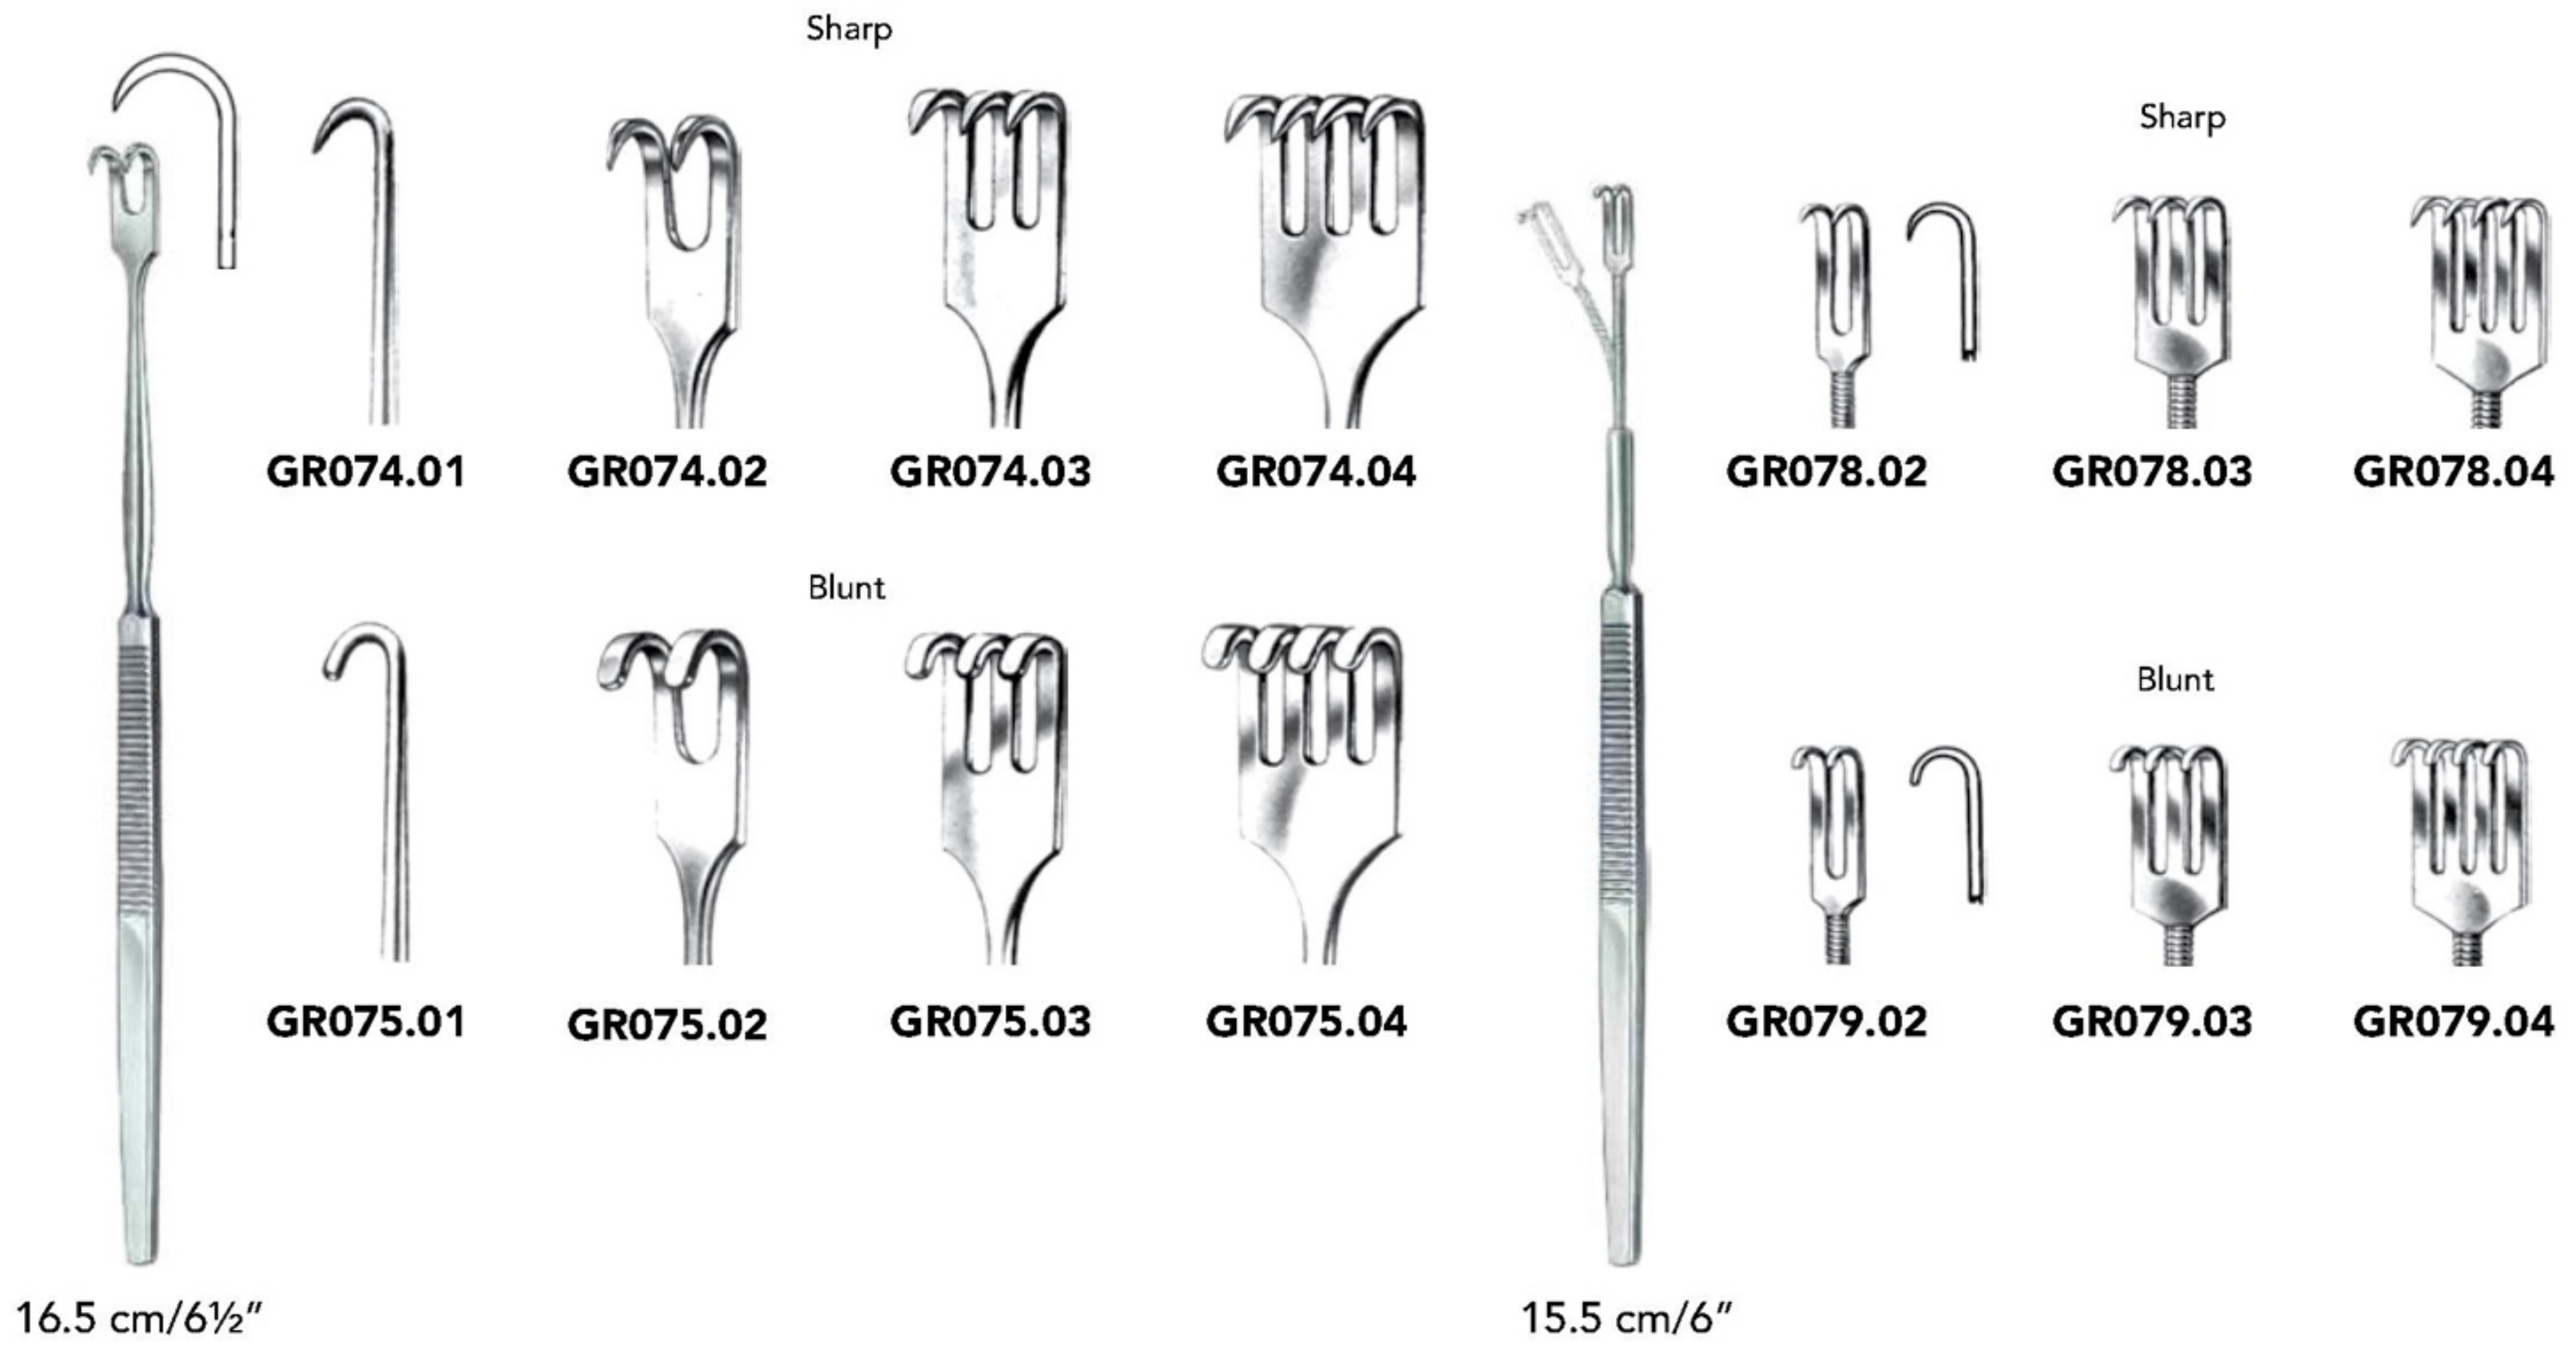 Sharp
GR074.01
GR074.02
GR074.03
GR074.04
Blunt
GR075.01
GR075.02
GR075.03
GR075.04
16.5 cm/6½″
Sharp
GR078.02
GR078.03
GR078.04
Blunt
GR079.02
GR079.03
GR079.04
15.5 cm/6″